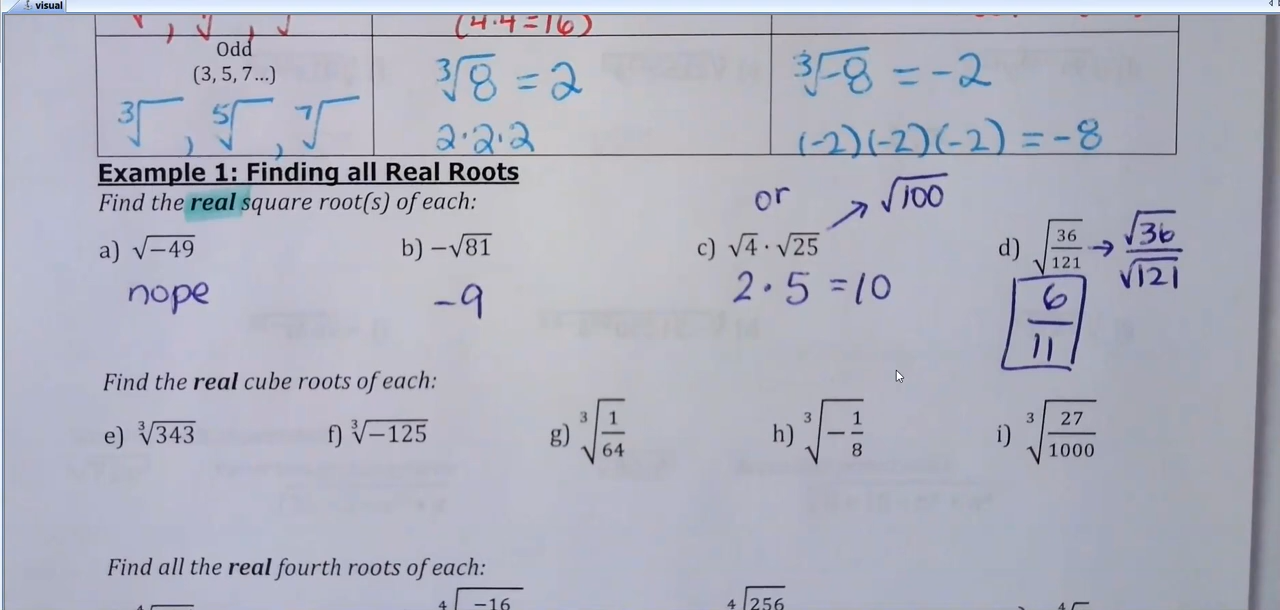 visual
(4·4=16)
Odd
(3, 5, 7...)
∛ , ⁵√ , ⁷√
∛8 = 2
2·2·2
∛-8 = -2
(-2)(-2)(-2) = -8
Example 1: Finding all Real Roots
Find the real square root(s) of each:
or → √100
a) √−49
nope
b) −√81
-9
c) √4 · √25
2 · 5 = 10
d) √(36/121) → √36/√121
6/11
Find the real cube roots of each:
e) ∛343 f) ∛−125 g) ∛(1/64) h) ∛(−1/8) i) ∛(27/1000)
Find all the real fourth roots of each:
∜−16 ∜256